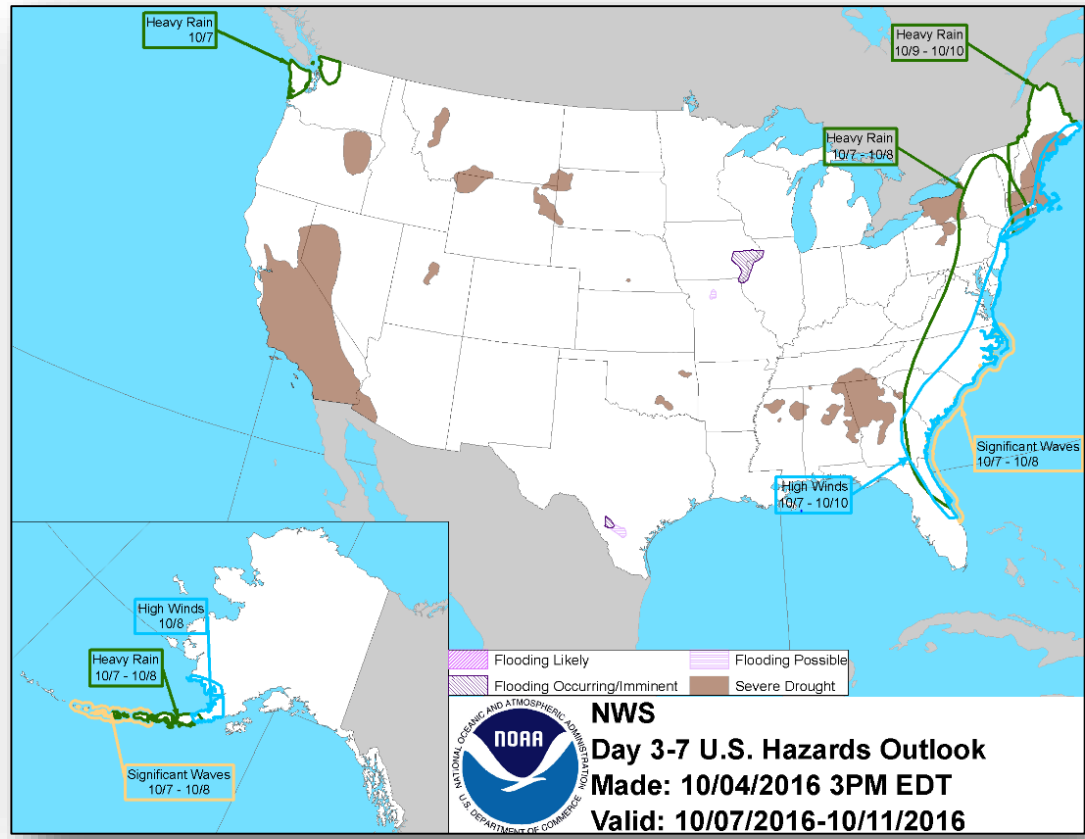 Heavy Rain
10/7
Heavy Rain
10/9 - 10/10
Heavy Rain
10/7 - 10/8
Significant Waves
10/7 - 10/8
High Winds
10/7 - 10/10
High Winds
10/8
Heavy Rain
10/7 - 10/8
Significant Waves
10/7 - 10/8
Flooding Likely
Flooding Possible
Flooding Occurring/Imminent
Severe Drought
NATIONAL OCEANIC AND ATMOSPHERIC ADMINISTRATION
NOAA
U.S. DEPARTMENT OF COMMERCE
NWS
Day 3-7 U.S. Hazards Outlook
Made: 10/04/2016 3PM EDT
Valid: 10/07/2016-10/11/2016